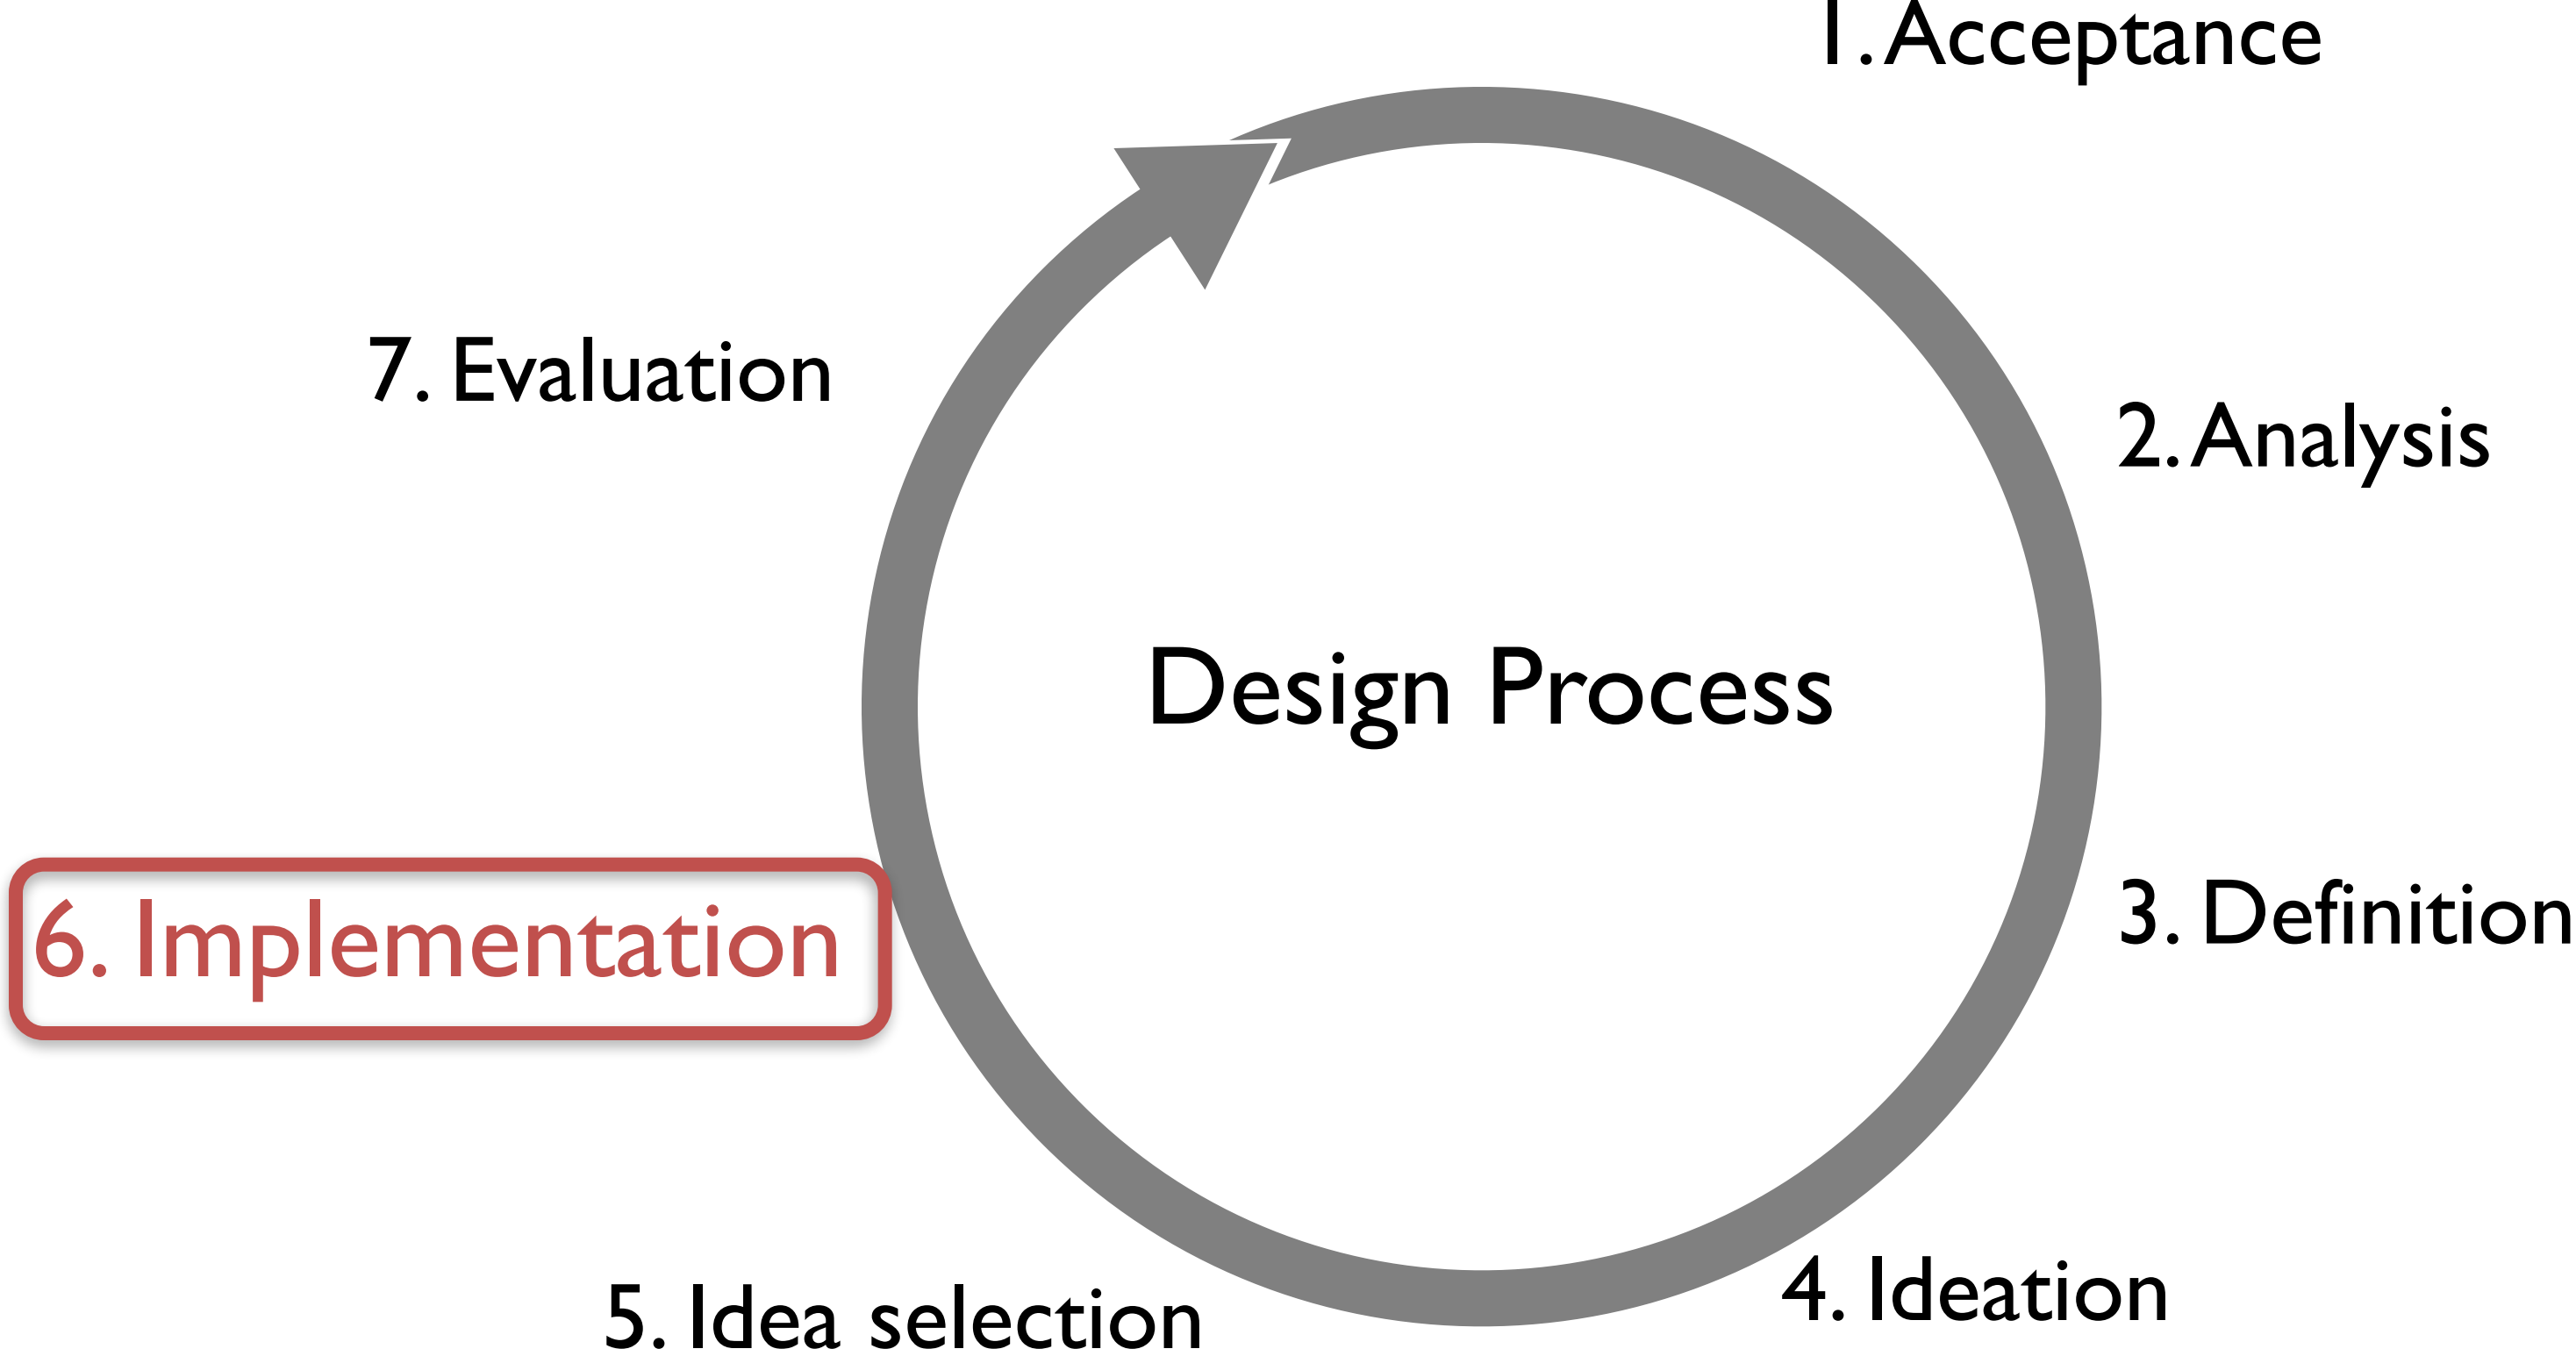 1. Acceptance
2. Analysis
3. Definition
4. Ideation
5. Idea selection
6. Implementation
7. Evaluation
Design Process